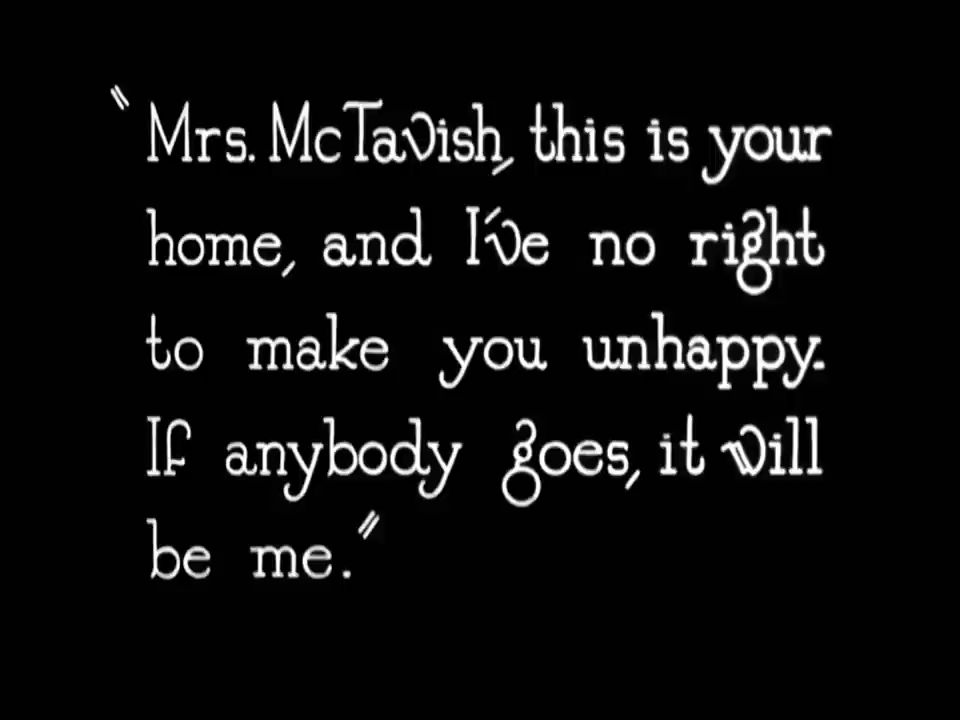 "Mrs. McTavish, this is your
home, and I've no right
to make you unhappy.
If anybody goes, it will
be me."